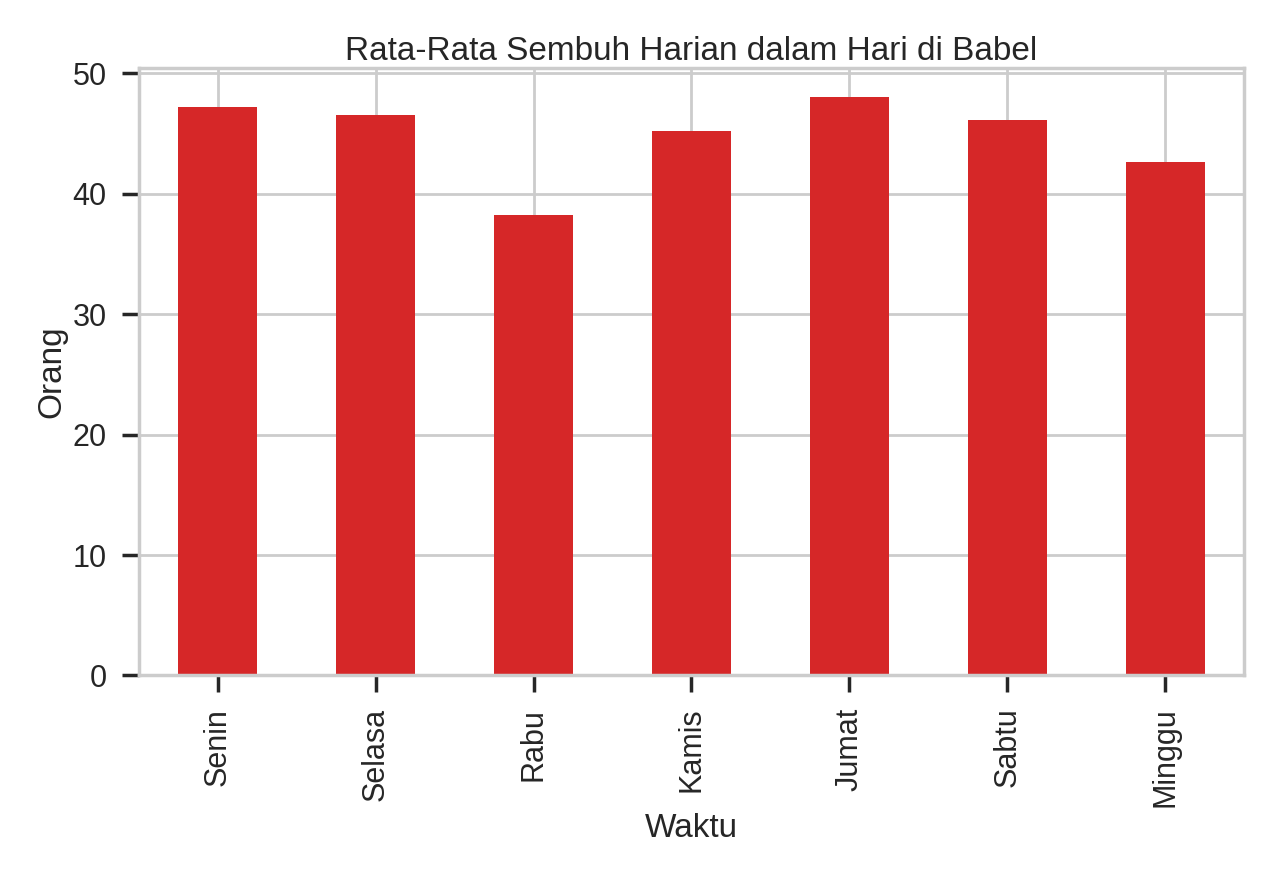 Rata-Rata Sembuh Harian dalam Hari di Babel
50
40
30
20
10
0
Orang
Senin
Selasa
Rabu
Kamis
Jumat
Sabtu
Minggu
Waktu